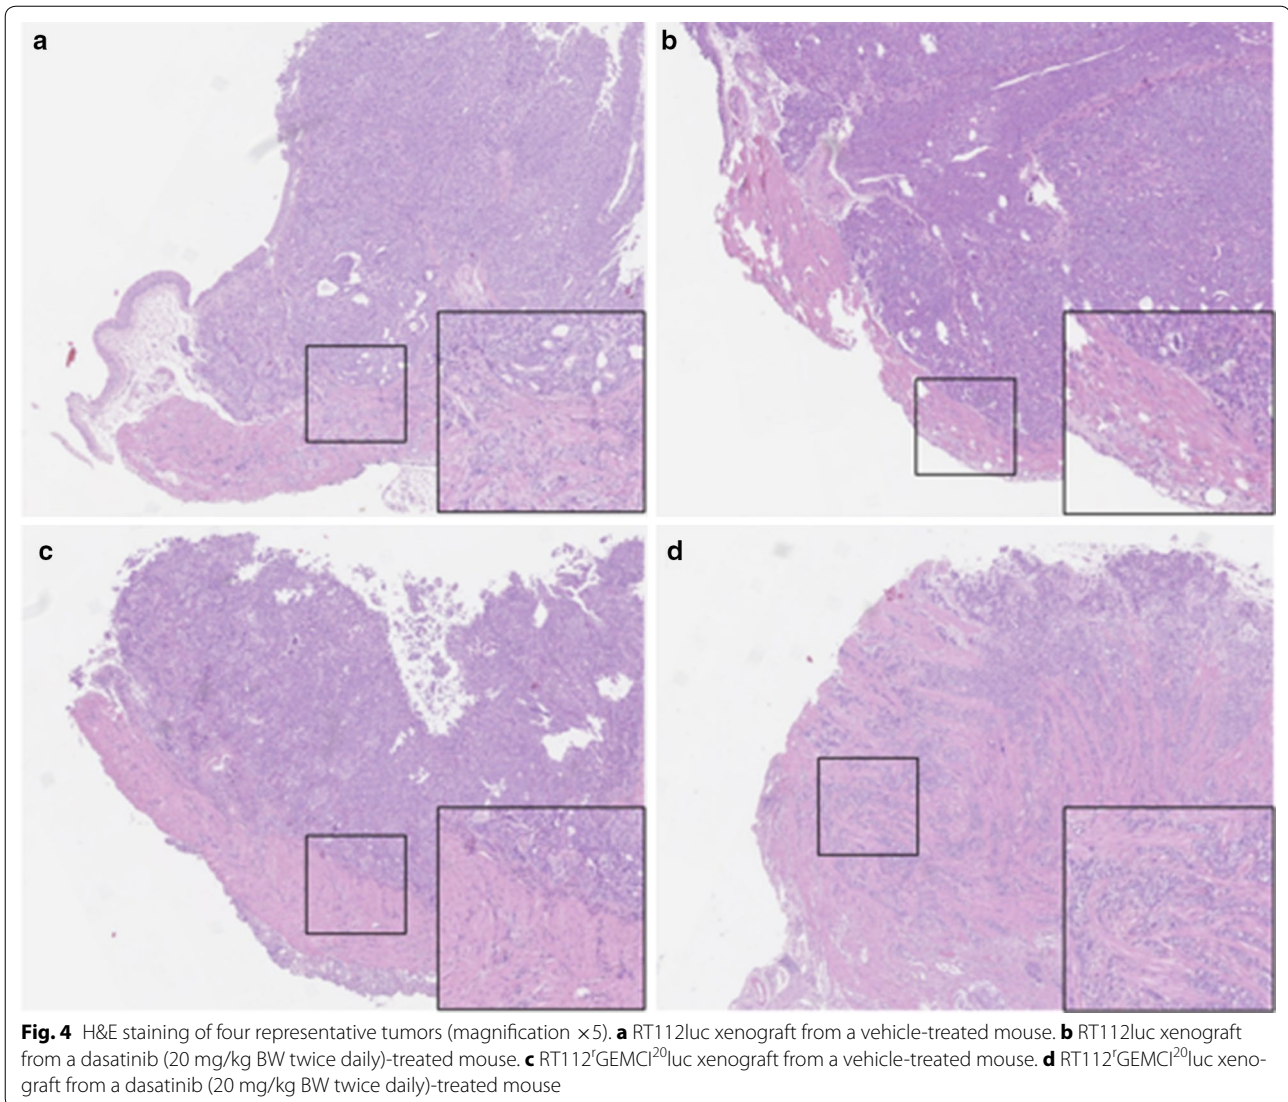 a
b
c
d
Fig. 4 H&E staining of four representative tumors (magnification ×5). a RT112luc xenograft from a vehicle-treated mouse. b RT112luc xenograft
from a dasatinib (20 mg/kg BW twice daily)-treated mouse. c RT112ʳGEMCI²⁰luc xenograft from a vehicle-treated mouse. d RT112ʳGEMCI²⁰luc xeno-
graft from a dasatinib (20 mg/kg BW twice daily)-treated mouse